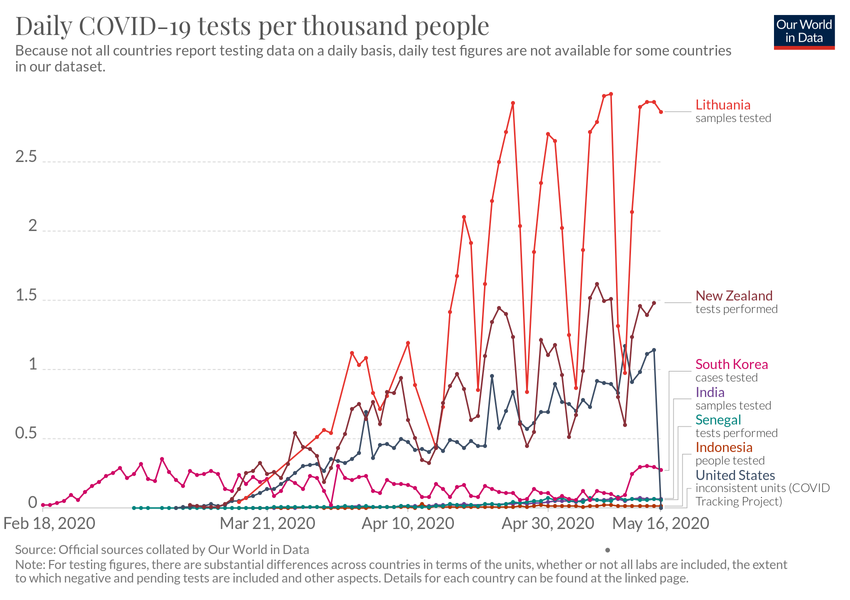 Daily COVID-19 tests per thousand people
Our World
in Data
Because not all countries report testing data on a daily basis, daily test figures are not available for some countries
in our dataset.
Lithuania
samples tested
2.5
2
New Zealand
tests performed
1.5
1
South Korea
cases tested
India
samples tested
Senegal
tests performed
0.5
Indonesia
people tested
United States
inconsistent units (COVID
Tracking Project)
0
Feb 18, 2020 Mar 21, 2020 Apr 10, 2020 Apr 30, 2020 May 16, 2020
Source: Official sources collated by Our World in Data
Note: For testing figures, there are substantial differences across countries in terms of the units, whether or not all labs are included, the extent
to which negative and pending tests are included and other aspects. Details for each country can be found at the linked page.